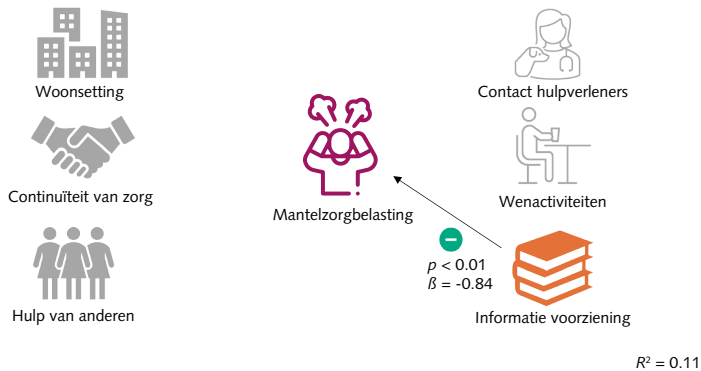 Woonsetting
Contact hulpverleners
Continuïteit van zorg
Wenactiviteiten
Mantelzorgbelasting
Hulp van anderen
p < 0.01
ß = -0.84
Informatie voorziening
R² = 0.11